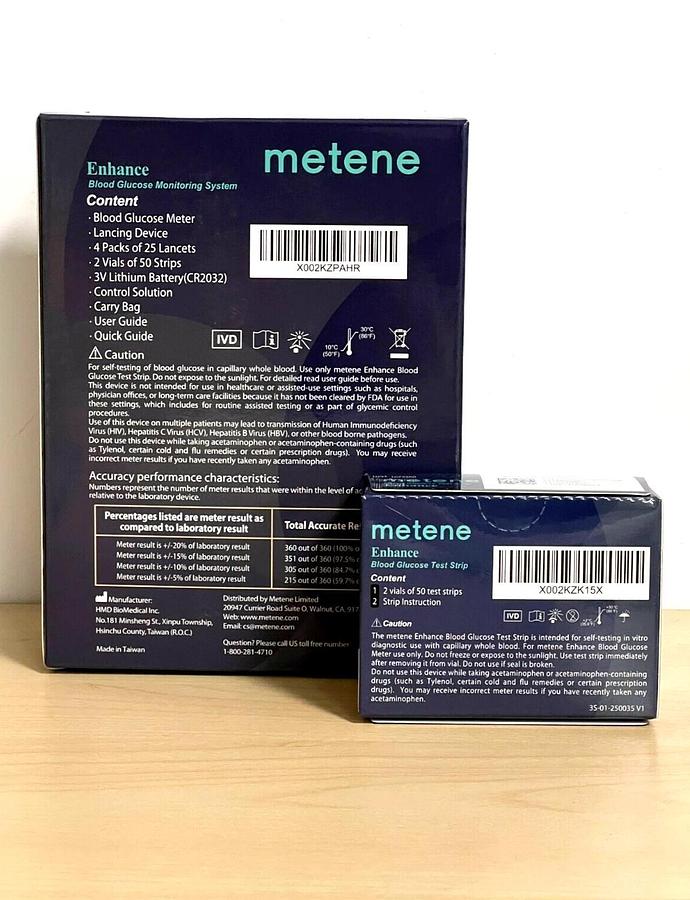 metene
Enhance
Blood Glucose Monitoring System
Content
· Blood Glucose Meter
· Lancing Device
· 4 Packs of 25 Lancets
· 2 Vials of 50 Strips
· 3V Lithium Battery(CR2032)
· Control Solution
· Carry Bag
· User Guide
· Quick Guide
X002KZPAHR
IVD
10°C
(50°F)
30°C
(86°F)
Caution
For self-testing of blood glucose in capillary whole blood. Use only metene Enhance Blood
Glucose Test Strip. Do not expose to the sunlight. For detailed read user guide before use.
This device is not intended for use in healthcare or assisted-use settings such as hospitals,
physician offices, or long-term care facilities because it has not been cleared by FDA for use in
these settings, which includes for routine assisted testing or as part of glycemic control
procedures.
Use of this device on multiple patients may lead to transmission of Human Immunodeficiency
Virus (HIV), Hepatitis C Virus (HCV), Hepatitis B Virus (HBV), or other blood borne pathogens.
Do not use this device while taking acetaminophen or acetaminophen-containing drugs (such
as Tylenol, certain cold and flu remedies or certain prescription drugs). You may receive
incorrect meter results if you have recently taken any acetaminophen.
Accuracy performance characteristics:
Numbers represent the number of meter results that were within the level of
relative to the laboratory device.
Percentages listed are meter result as
compared to laboratory result
Total Accurate Re
Meter result is +/-20% of laboratory result 360 out of 360 (100%
Meter result is +/-15% of laboratory result 351 out of 360 (97.5%
Meter result is +/-10% of laboratory result 305 out of 360 (84.7%
Meter result is +/-5% of laboratory result 215 out of 360 (59.7%
Manufacturer:
HMD BioMedical Inc.
No.181 Minsheng St., Xinpu Township,
Hsinchu County, Taiwan (R.O.C.)
Made in Taiwan
Distributed by Metene Limited
20947 Currier Road Suite O, Walnut, CA. 917
Web: www.metene.com
Email: cs@metene.com
Question? Please call US toll free number
1-800-281-4710
metene
metene
Enhance
Blood Glucose Test Strip
Content
1 2 vials of 50 test strips
2 Strip Instruction
X002KZK15X
IVD
Caution
The metene Enhance Blood Glucose Test Strip is intended for self-testing in vitro
diagnostic use with capillary whole blood. For metene Enhance Blood Glucose
Meter use only. Do not freeze or expose to the sunlight. Use test strip immediately
after removing it from vial. Do not use if seal is broken.
Do not use this device while taking acetaminophen or acetaminophen-containing
drugs (such as Tylenol, certain cold and flu remedies or certain prescription
drugs). You may receive incorrect meter results if you have recently taken any
acetaminophen.
3S-01-250035 V1